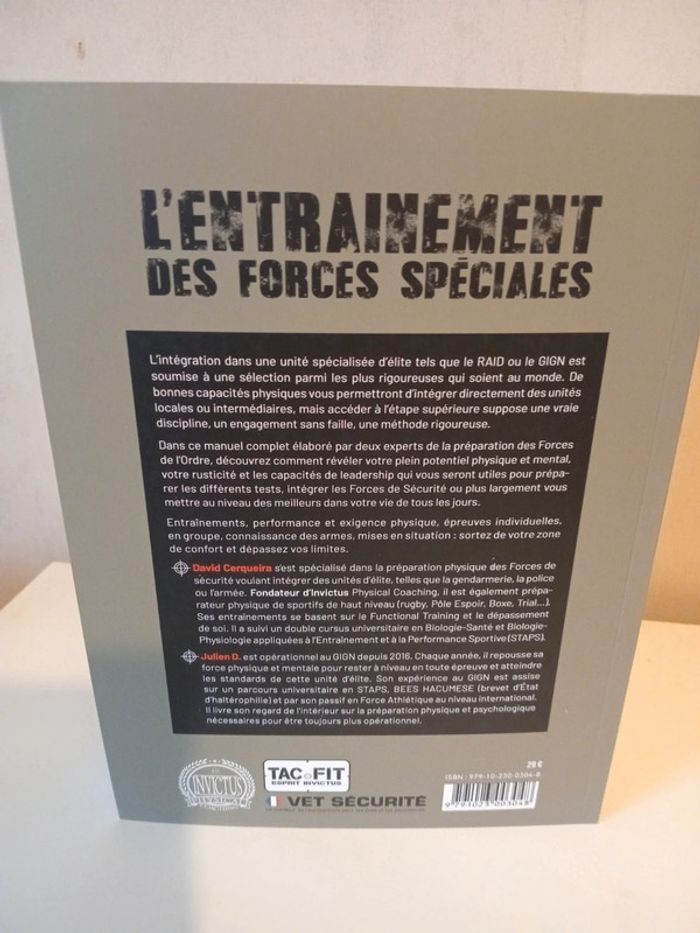 L'ENTRAINEMENT
DES FORCES SPÉCIALES
L'intégration dans une unité spécialisée d'élite tels que le RAID ou le GIGN est
soumise à une sélection parmi les plus rigoureuses qui soient au monde. De
bonnes capacités physiques vous permettront d'intégrer directement des unités
locales ou intermédiaires, mais accéder à l'étape supérieure suppose une vraie
discipline, un engagement sans faille, une méthode rigoureuse.
Dans ce manuel complet élaboré par deux experts de la préparation des Forces
de l'Ordre, découvrez comment révéler votre plein potentiel physique et mental,
votre rusticité et les capacités de leadership qui vous seront utiles pour prépa-
rer les différents tests, intégrer les Forces de Sécurité ou plus largement vous
mettre au niveau des meilleurs dans votre vie de tous les jours.
Entraînements, performance et exigence physique, épreuves individuelles,
en groupe, connaissance des armes, mises en situation : sortez de votre zone
de confort et dépassez vos limites.
David Cerqueira s'est spécialisé dans la préparation physique des Forces de
sécurité voulant intégrer des unités d'élite, telles que la gendarmerie, la police
ou l'armée. Fondateur d'Invictus Physical Coaching, il est également prépa-
rateur physique de sportifs de haut niveau (rugby, Pôle Espoir, Boxe, Trial...).
Ses entrainements se basent sur le Functional Training et le dépassement
de soi. Il a suivi un double cursus universitaire en Biologie-Santé et Biologie-
Physiologie appliquées à l'Entraînement et à la Performance Sportive (STAPS).
Julien D. est opérationnel au GIGN depuis 2016. Chaque année, il repousse sa
force physique et mentale pour rester à niveau en toute épreuve et atteindre
les standards de cette unité d'élite. Son expérience au GIGN est assise
sur un parcours universitaire en STAPS, BEES HACUMESE (brevet d'État
d'haltérophilie) et par son passif en Force Athlétique au niveau international.
Il livre son regard de l'intérieur sur la préparation physique et psychologique
nécessaires pour être toujours plus opérationnel.
INVICTUS
TAC FIT
ESPRIT INVICTUS
VET SÉCURITÉ
29 €
ISBN : 979-10-230-0304-8
9 791023 003048